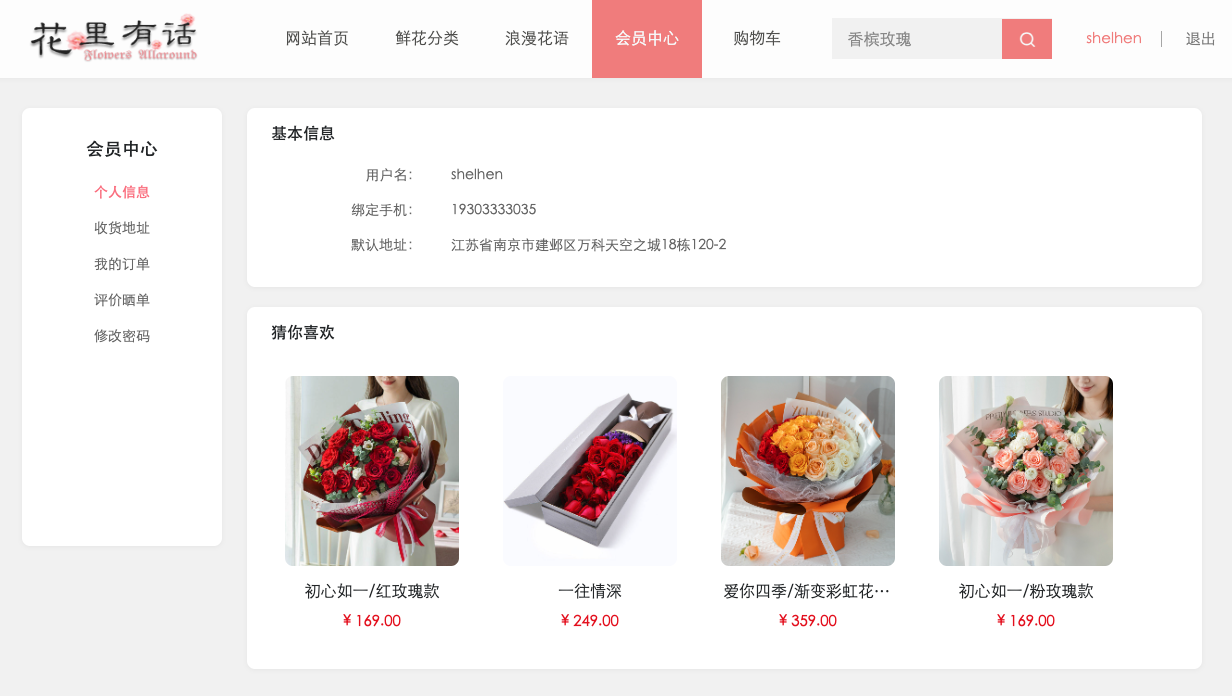 花里有话
Flowers Allaround
网站首页
鲜花分类
浪漫花语
会员中心
购物车
香槟玫瑰
shelhen
退出
会员中心
个人信息
收货地址
我的订单
评价晒单
修改密码
基本信息
用户名： shelhen
绑定手机： 19303333035
默认地址： 江苏省南京市建邺区万科天空之城18栋120-2
猜你喜欢
初心如一/红玫瑰款
¥ 169.00
一往情深
¥ 249.00
爱你四季/渐变彩虹花…
¥ 359.00
初心如一/粉玫瑰款
¥ 169.00